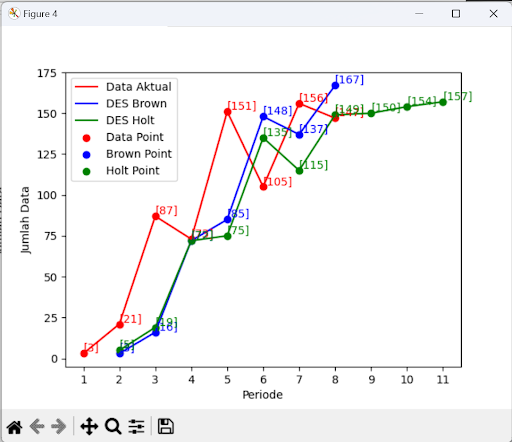 Figure 4
175
150
125
100
75
50
25
0
Jumlah Data
Data Aktual
DES Brown
DES Holt
Data Point
Brown Point
Holt Point
[3]
[21]
[87]
[151]
[105]
[156]
[147]
[16]
[85]
[148]
[137]
[167]
[5]
[19]
[75]
[135]
[115]
[149]
[150]
[154]
[157]
1 2 3 4 5 6 7 8 9 10 11
Periode